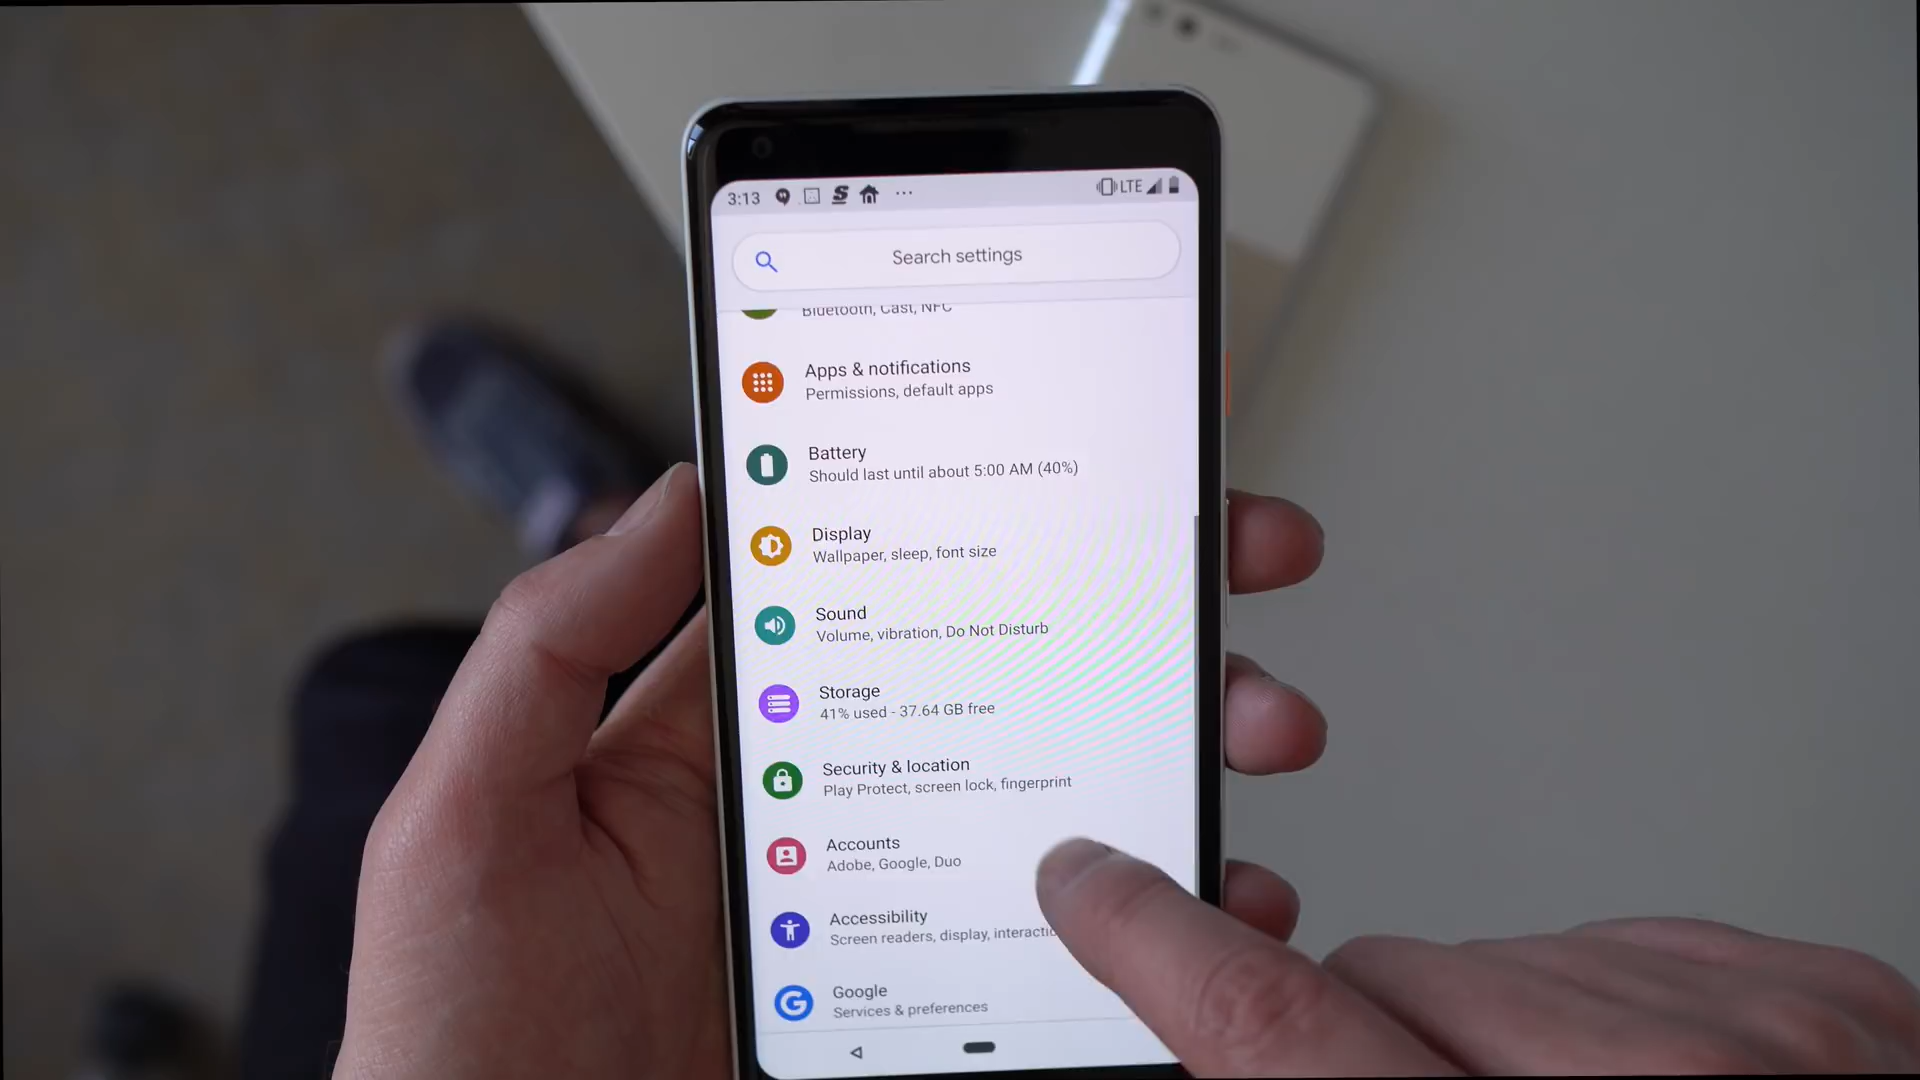 3:13 S ... LTE
Search settings
Bluetooth, Cast, NFC
Apps & notifications
Permissions, default apps
Battery
Should last until about 5:00 AM (40%)
Display
Wallpaper, sleep, font size
Sound
Volume, vibration, Do Not Disturb
Storage
41% used - 37.64 GB free
Security & location
Play Protect, screen lock, fingerprint
Accounts
Adobe, Google, Duo
Accessibility
Screen readers, display, interactio
Google
Services & preferences